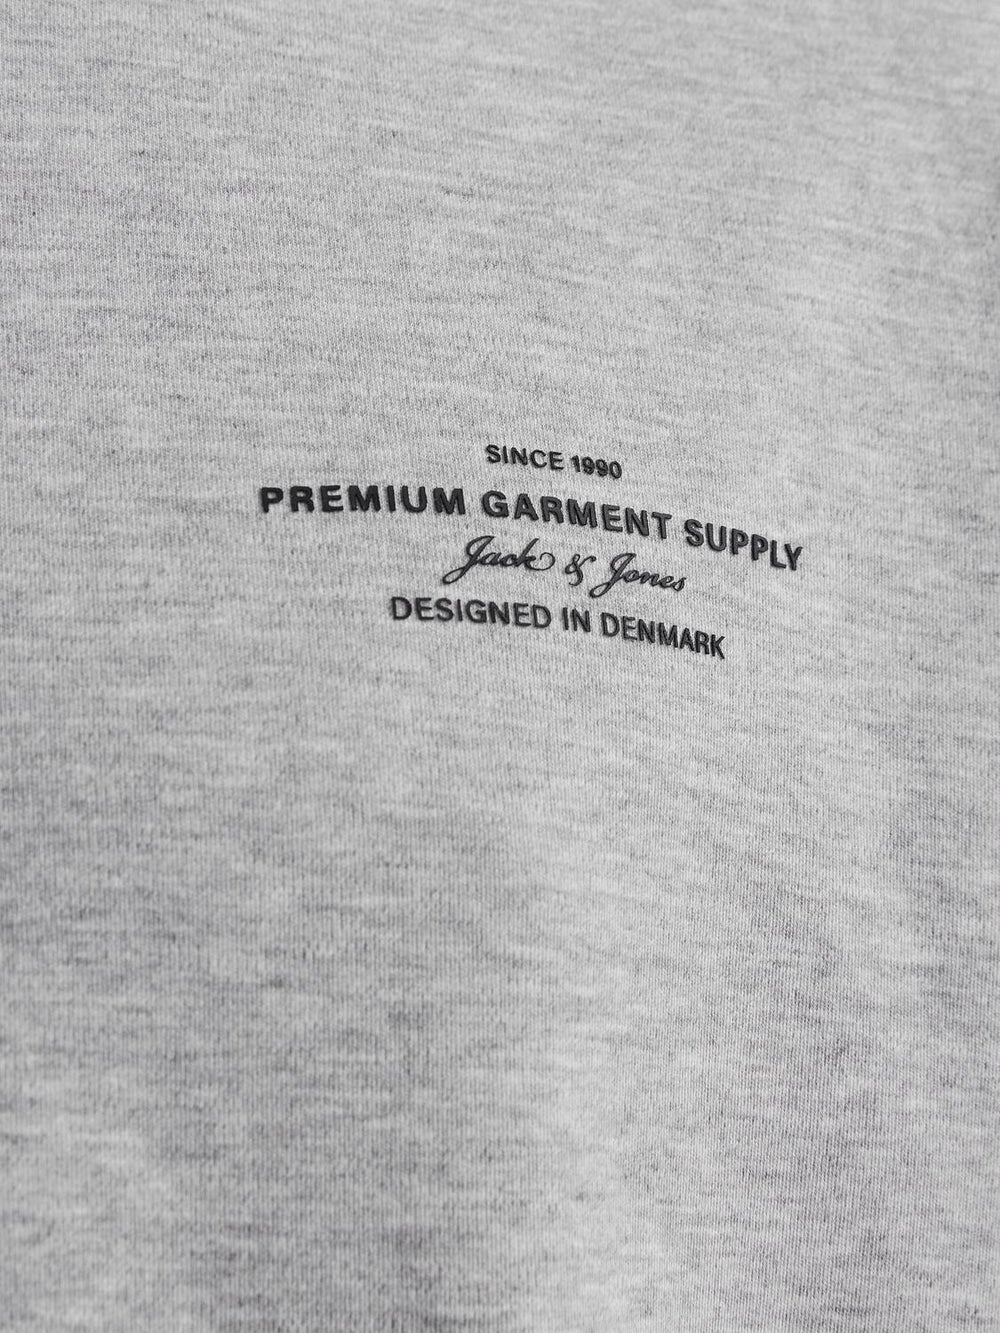 SINCE 1990
PREMIUM GARMENT SUPPLY
Jack & Jones
DESIGNED IN DENMARK